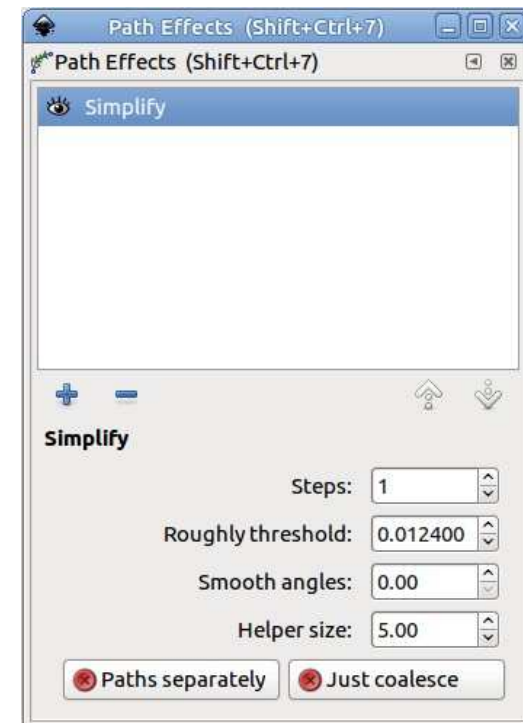 Path Effects (Shift+Ctrl+7)
Path Effects (Shift+Ctrl+7)
Simplify
Simplify
Steps: 1
Roughly threshold: 0.012400
Smooth angles: 0.00
Helper size: 5.00
Paths separately Just coalesce